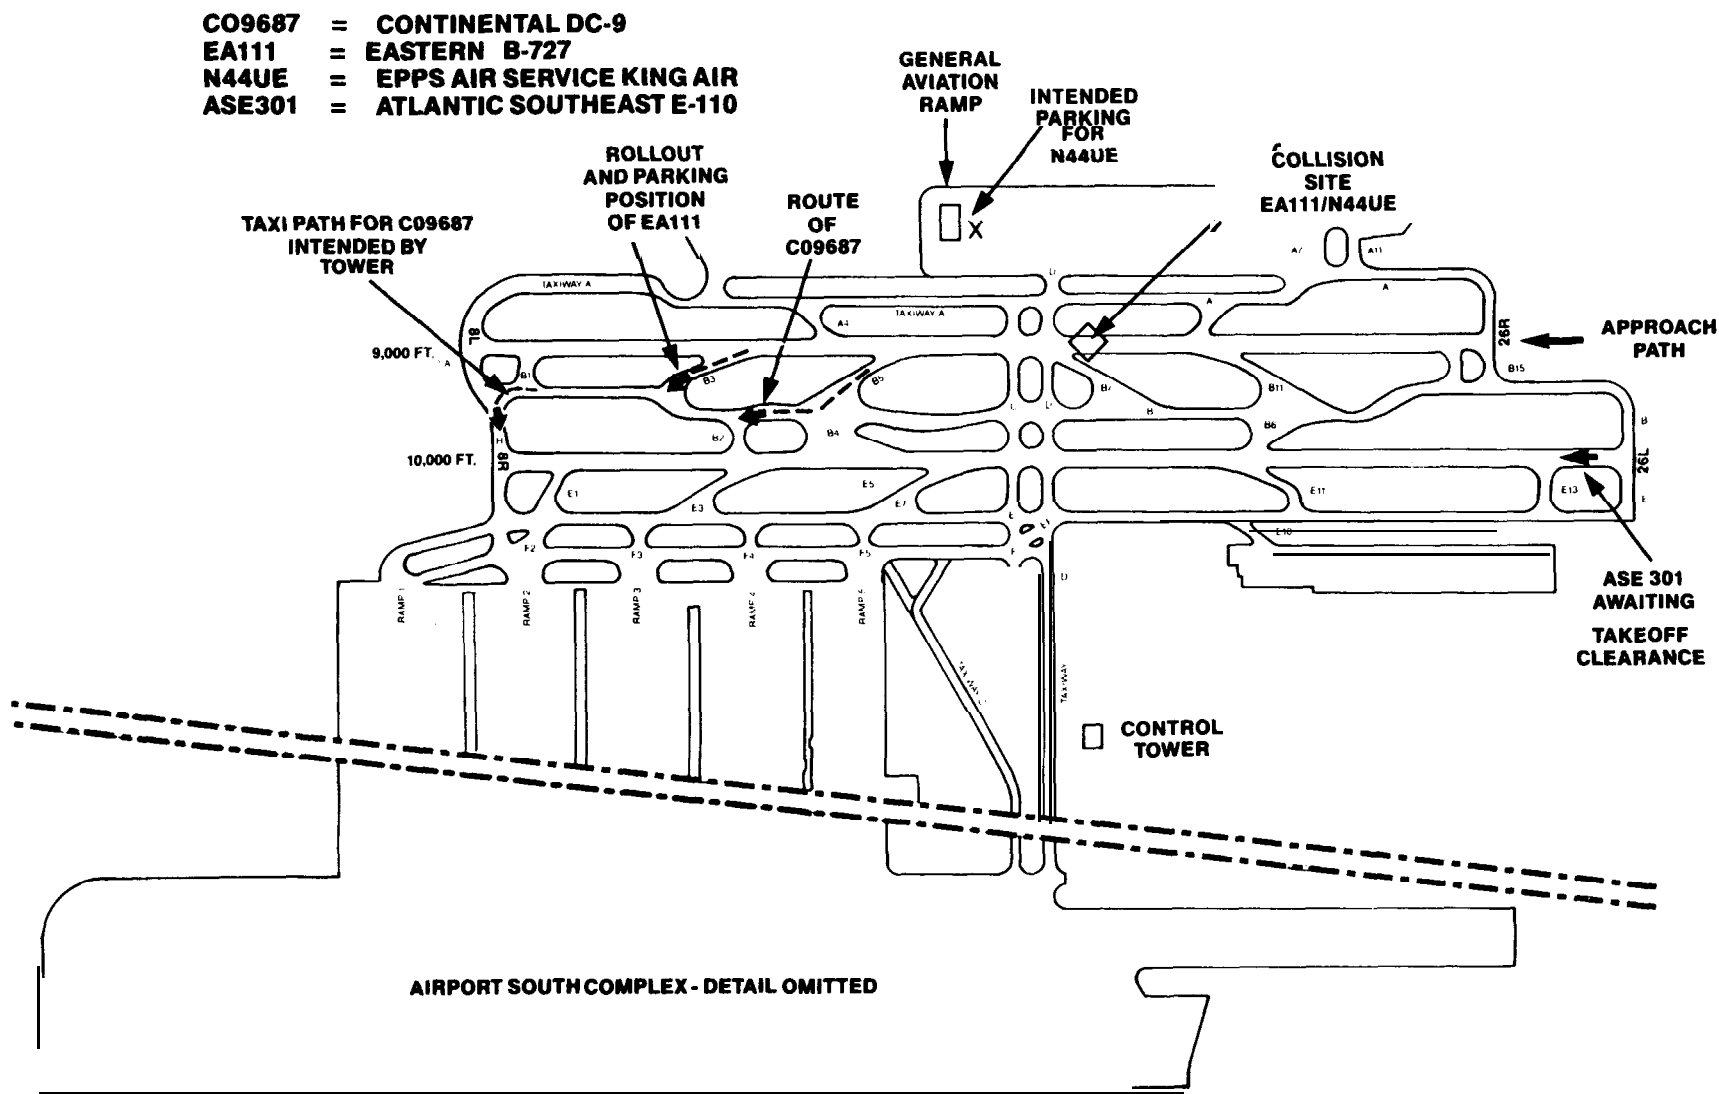 CO9687 = CONTINENTAL DC-9
EA111 = EASTERN B-727
N44UE = EPPS AIR SERVICE KING AIR
ASE301 = ATLANTIC SOUTHEAST E-110
GENERAL
AVIATION
RAMP
INTENDED
PARKING
FOR
N44UE
X
COLLISION
SITE
EA111/N44UE
ROLLOUT
AND PARKING
POSITION
OF EA111
ROUTE
OF
C09687
TAXI PATH FOR C09687
INTENDED BY
TOWER
TAXIWAY A
8L
9,000 FT.
A
B1
B3
A4
TAXIWAY A
B5
D
A
A11
A
26R
APPROACH
PATH
B15
B7
B11
B
B6
B
H
8R
10,000 FT.
B2
B4
26L
E1
E3
E5
E7
E
E11
E13
E
E10
F2
F3
F4
F5
F
D
RAMP 1
RAMP 2
RAMP 3
RAMP 4
RAMP 5
TAXIWAY
TAXIWAY
ASE 301
AWAITING
TAKEOFF
CLEARANCE
CONTROL
TOWER
AIRPORT SOUTH COMPLEX - DETAIL OMITTED